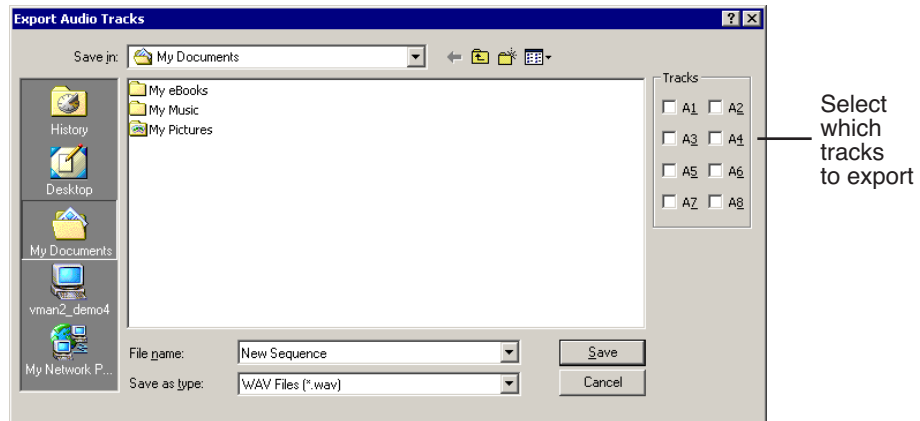 Export Audio Tracks
Save in:
My Documents
My eBooks
My Music
My Pictures
History
Desktop
My Documents
vman2_demo4
My Network P...
Tracks
A1 A2
A3 A4
A5 A6
A7 A8
Select
which
tracks
to export
File name:
New Sequence
Save
Save as type:
WAV Files (*.wav)
Cancel